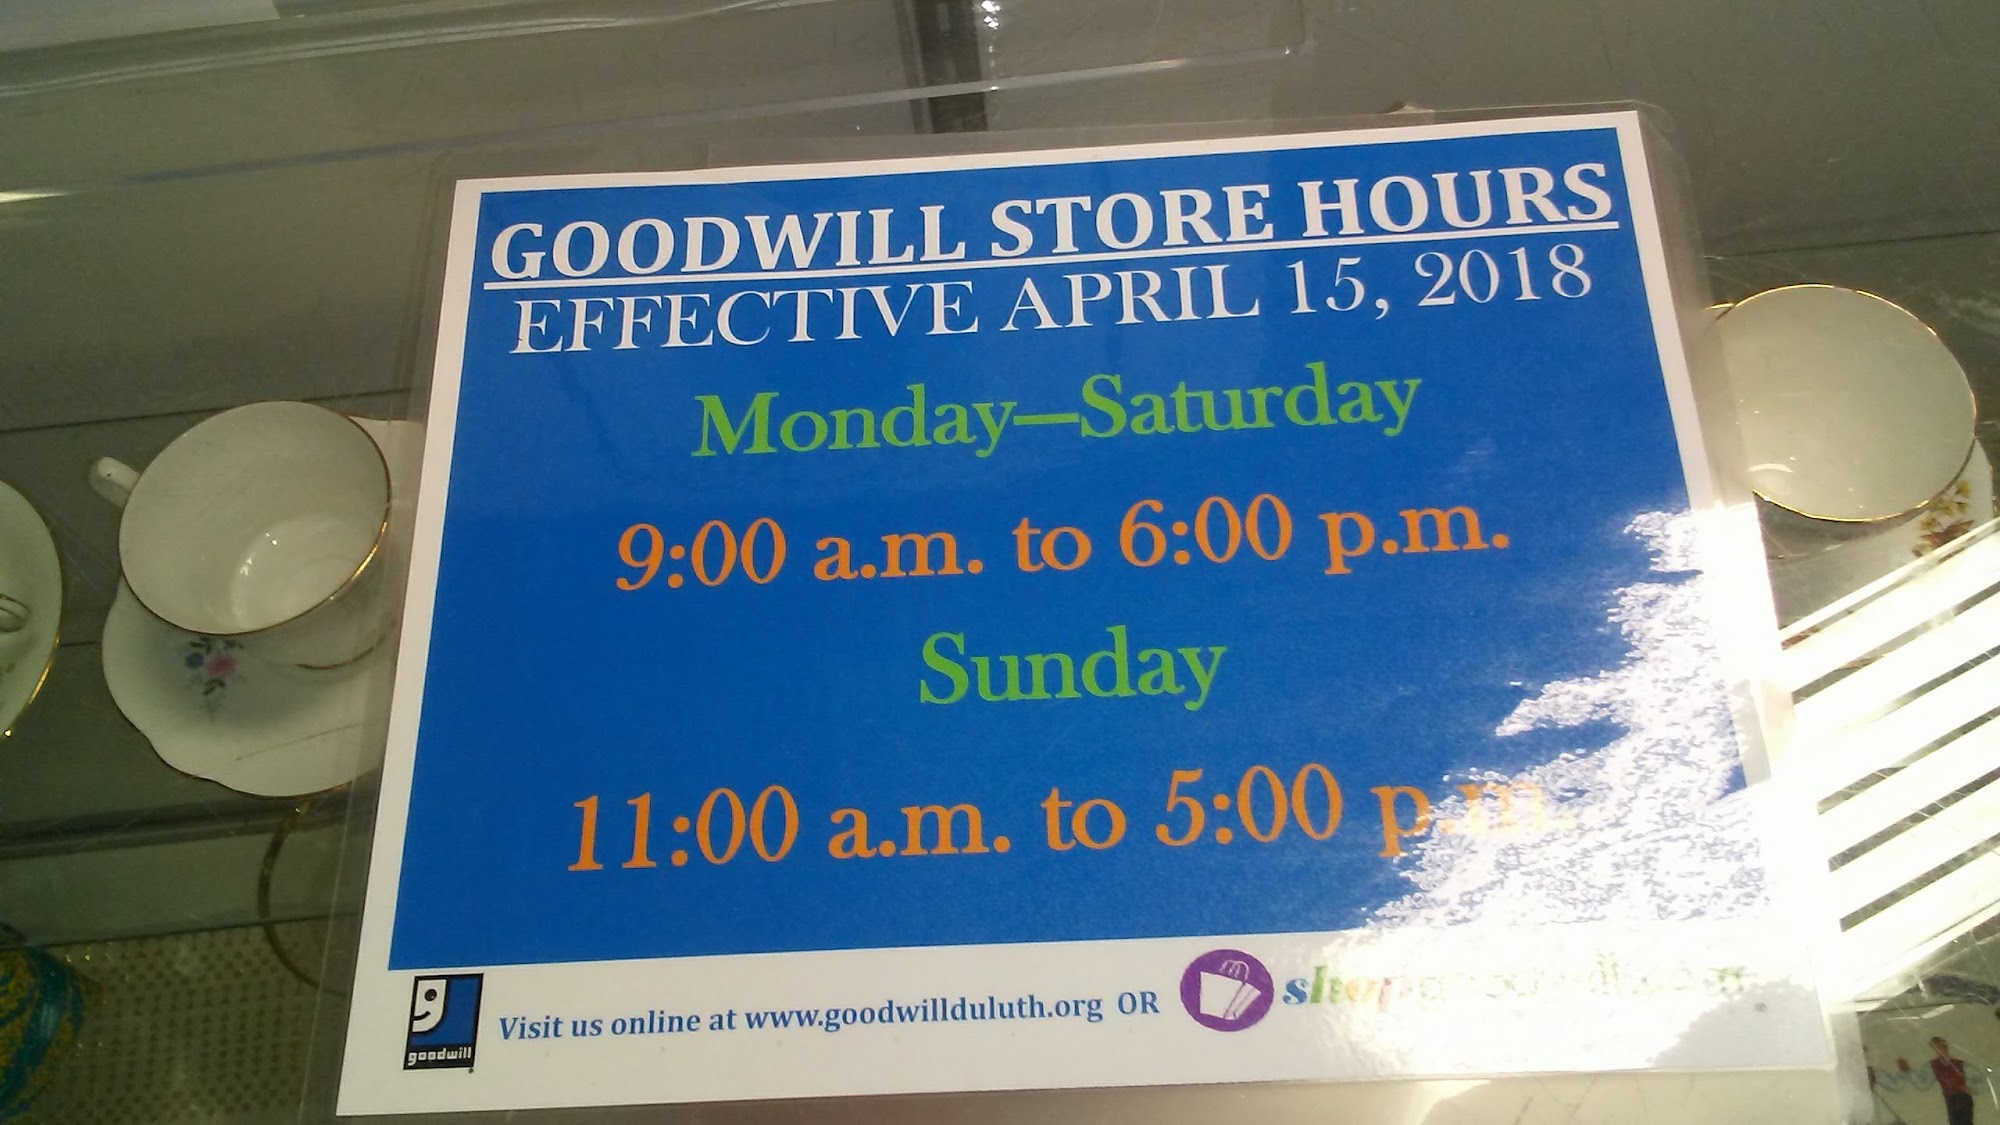 GOODWILL STORE HOURS
EFFECTIVE APRIL 15, 2018
Monday—Saturday
9:00 a.m. to 6:00 p.m.
Sunday
11:00 a.m. to 5:00 p.m.
goodwill
Visit us online at www.goodwillduluth.org OR